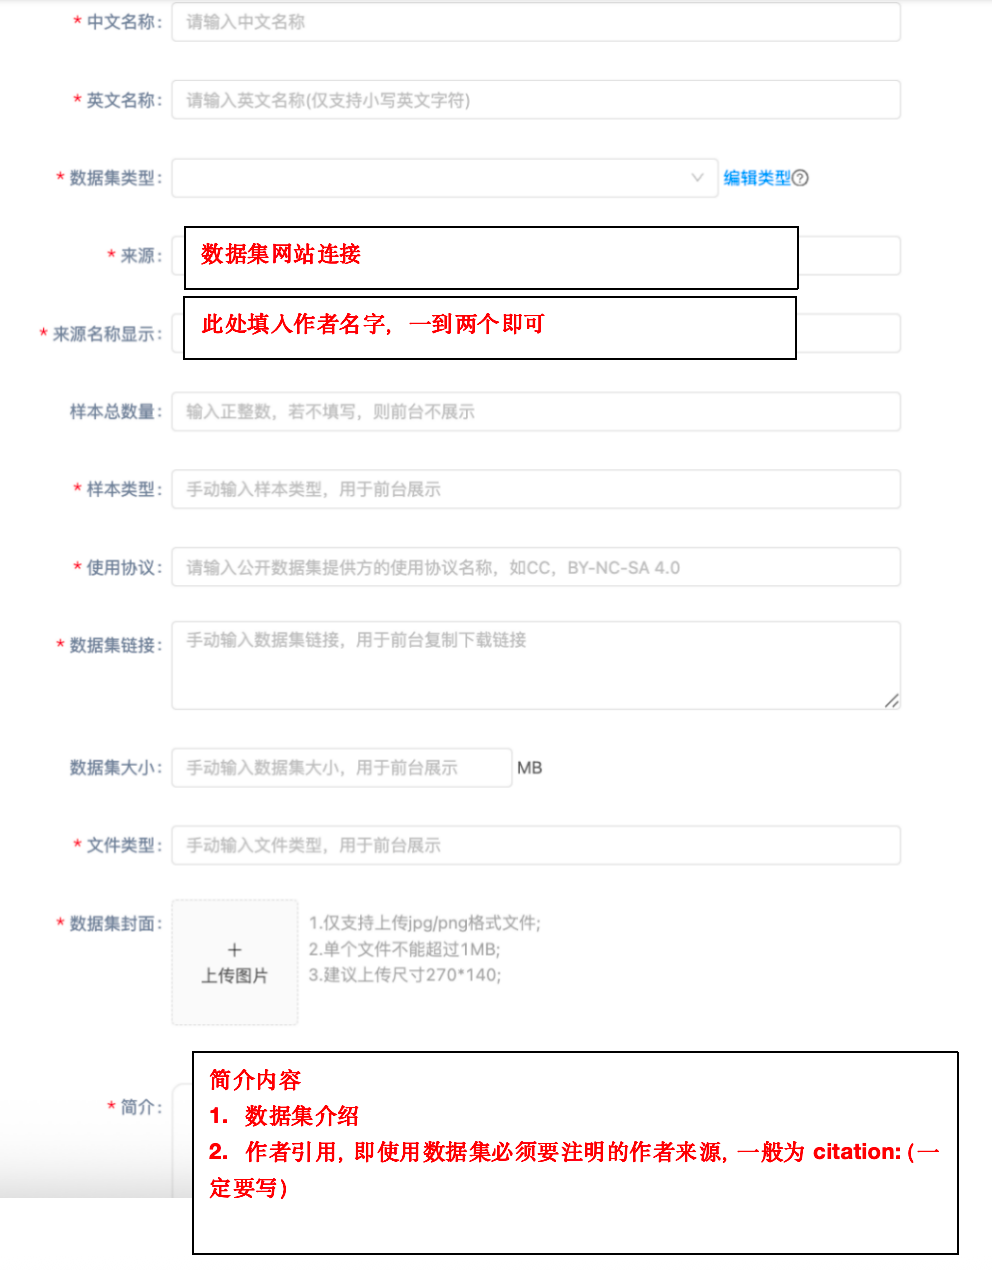 * 中文名称: 请输入中文名称
* 英文名称: 请输入英文名称(仅支持小写英文字符)
* 数据集类型: 编辑类型?
* 来源: 数据集网站连接
* 来源名称显示: 此处填入作者名字, 一到两个即可
样本总数量: 输入正整数，若不填写，则前台不展示
* 样本类型: 手动输入样本类型，用于前台展示
* 使用协议: 请输入公开数据集提供方的使用协议名称，如CC，BY-NC-SA 4.0
* 数据集链接: 手动输入数据集链接，用于前台复制下载链接
数据集大小: 手动输入数据集大小，用于前台展示 MB
* 文件类型: 手动输入文件类型，用于前台展示
* 数据集封面: 1.仅支持上传jpg/png格式文件;
+ 2.单个文件不能超过1MB;
上传图片 3.建议上传尺寸270*140;
简介内容
* 简介: 1. 数据集介绍
2. 作者引用, 即使用数据集必须要注明的作者来源, 一般为 citation: (一
定要写)